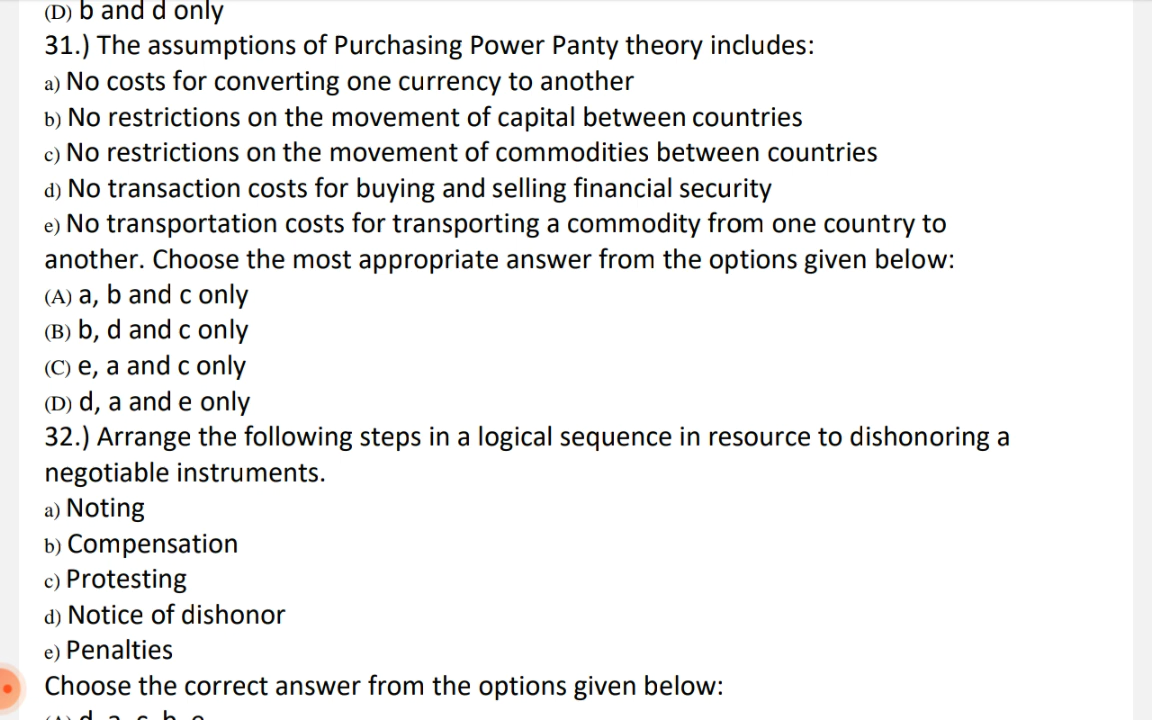 (D) b and d only
31.) The assumptions of Purchasing Power Panty theory includes:
a) No costs for converting one currency to another
b) No restrictions on the movement of capital between countries
c) No restrictions on the movement of commodities between countries
d) No transaction costs for buying and selling financial security
e) No transportation costs for transporting a commodity from one country to
another. Choose the most appropriate answer from the options given below:
(A) a, b and c only
(B) b, d and c only
(C) e, a and c only
(D) d, a and e only
32.) Arrange the following steps in a logical sequence in resource to dishonoring a
negotiable instruments.
a) Noting
b) Compensation
c) Protesting
d) Notice of dishonor
e) Penalties
Choose the correct answer from the options given below: